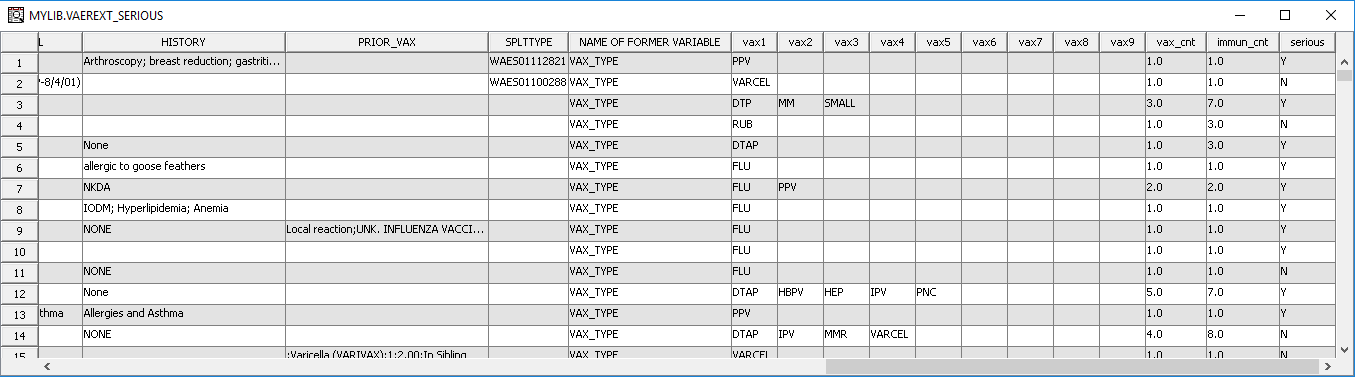 MYLIB.VAEREXT_SERIOUS
L HISTORY PRIOR_VAX SPLTTYPE NAME OF FORMER VARIABLE vax1 vax2 vax3 vax4 vax5 vax6 vax7 vax8 vax9 vax_cnt immun_cnt serious
1 Arthroscopy; breast reduction; gastriti... WAES01112821 VAX_TYPE PPV 1.0 1.0 Y
2 -8/4/01) WAES01100288 VAX_TYPE VARCEL 1.0 1.0 N
3 VAX_TYPE DTP MM SMALL 3.0 7.0 Y
4 VAX_TYPE RUB 1.0 3.0 N
5 None VAX_TYPE DTAP 1.0 3.0 Y
6 allergic to goose feathers VAX_TYPE FLU 1.0 1.0 Y
7 NKDA VAX_TYPE FLU PPV 2.0 2.0 Y
8 IODM; Hyperlipidemia; Anemia VAX_TYPE FLU 1.0 1.0 Y
9 NONE Local reaction;UNK. INFLUENZA VACCI... VAX_TYPE FLU 1.0 1.0 Y
10 VAX_TYPE FLU 1.0 1.0 Y
11 NONE VAX_TYPE FLU 1.0 1.0 N
12 None VAX_TYPE DTAP HBPV HEP IPV PNC 5.0 7.0 Y
13 thma Allergies and Asthma VAX_TYPE PPV 1.0 1.0 Y
14 NONE VAX_TYPE DTAP IPV MMR VARCEL 4.0 8.0 N
15 ;Varicella (VARIVAX);1;2.00;In Sibling VAX_TYPE VARCEL 1.0 1.0 N